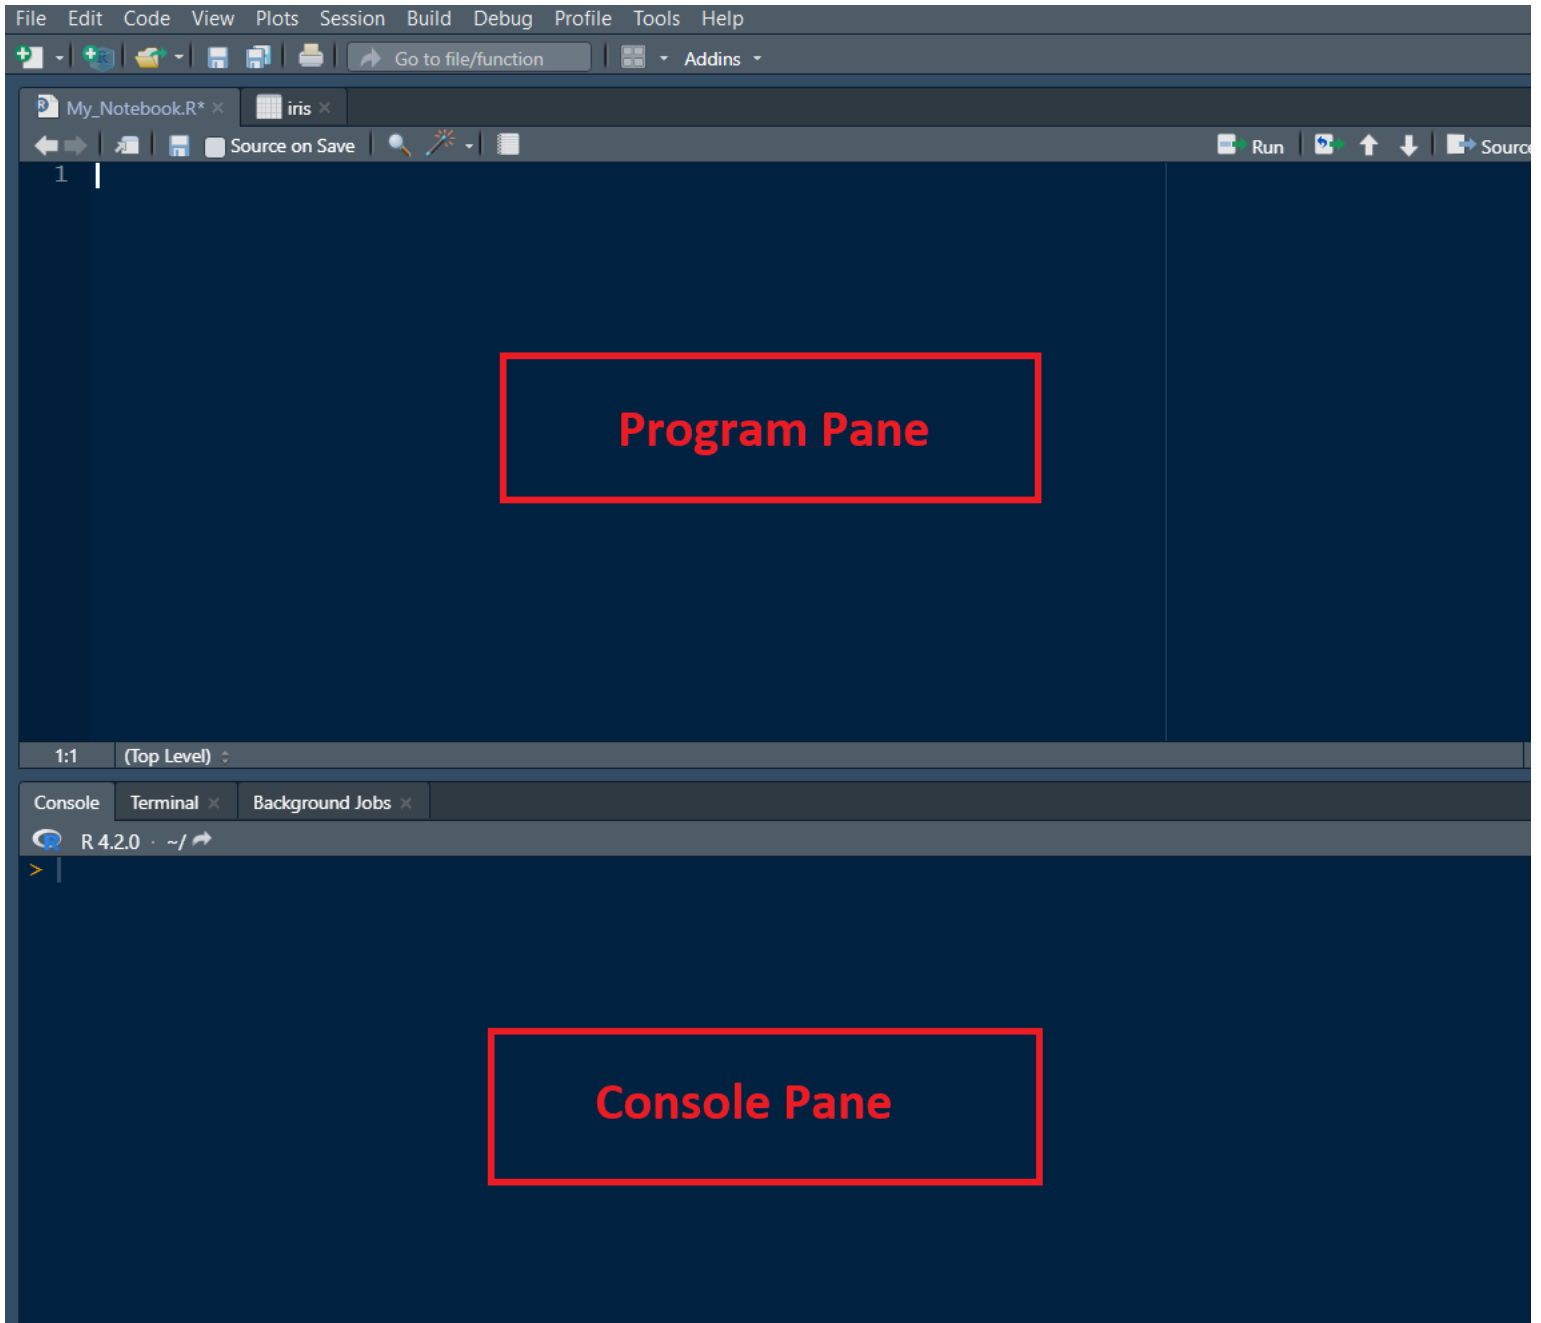 File Edit Code View Plots Session Build Debug Profile Tools Help
Go to file/function Addins
My_Notebook.R* iris
Source on Save Run Source
1
Program Pane
1:1 (Top Level)
Console Terminal Background Jobs
R 4.2.0 · ~/
>
Console Pane